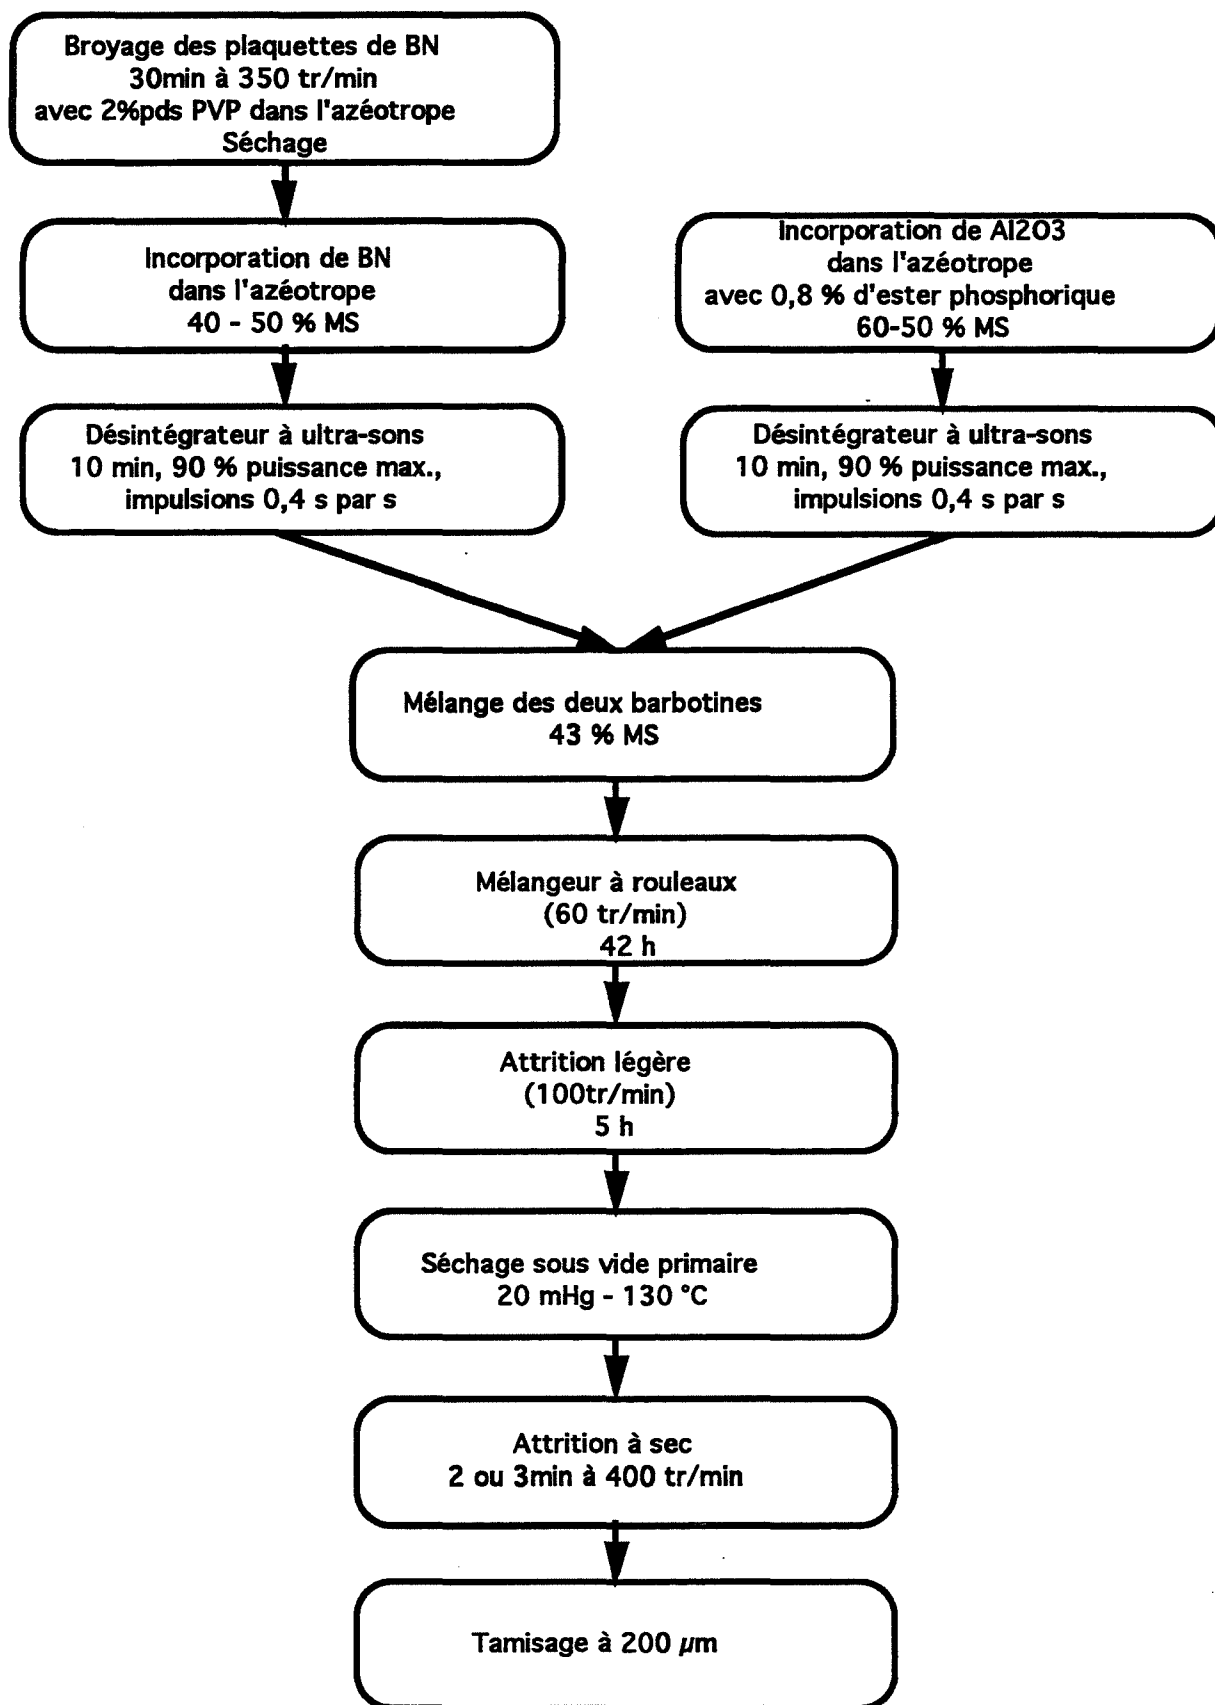 Broyage des plaquettes de BN
30min à 350 tr/min
avec 2%pds PVP dans l'azéotrope
Séchage
Incorporation de BN
dans l'azéotrope
40 - 50 % MS
Incorporation de Al2O3
dans l'azéotrope
avec 0,8 % d'ester phosphorique
60-50 % MS
Désintégrateur à ultra-sons
10 min, 90 % puissance max.,
impulsions 0,4 s par s
Désintégrateur à ultra-sons
10 min, 90 % puissance max.,
impulsions 0,4 s par s
Mélange des deux barbotines
43 % MS
Mélangeur à rouleaux
(60 tr/min)
42 h
Attrition légère
(100tr/min)
5 h
Séchage sous vide primaire
20 mHg - 130 °C
Attrition à sec
2 ou 3min à 400 tr/min
Tamisage à 200 µm